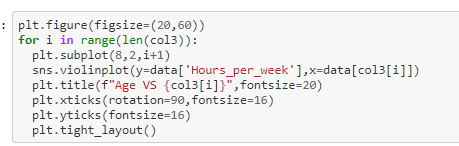 : plt.figure(figsize=(20,60))
for i in range(len(col3)):
  plt.subplot(8,2,i+1)
  sns.violinplot(y=data['Hours_per_week'],x=data[col3[i]])
  plt.title(f"Age VS {col3[i]}",fontsize=20)
  plt.xticks(rotation=90,fontsize=16)
  plt.yticks(fontsize=16)
  plt.tight_layout()